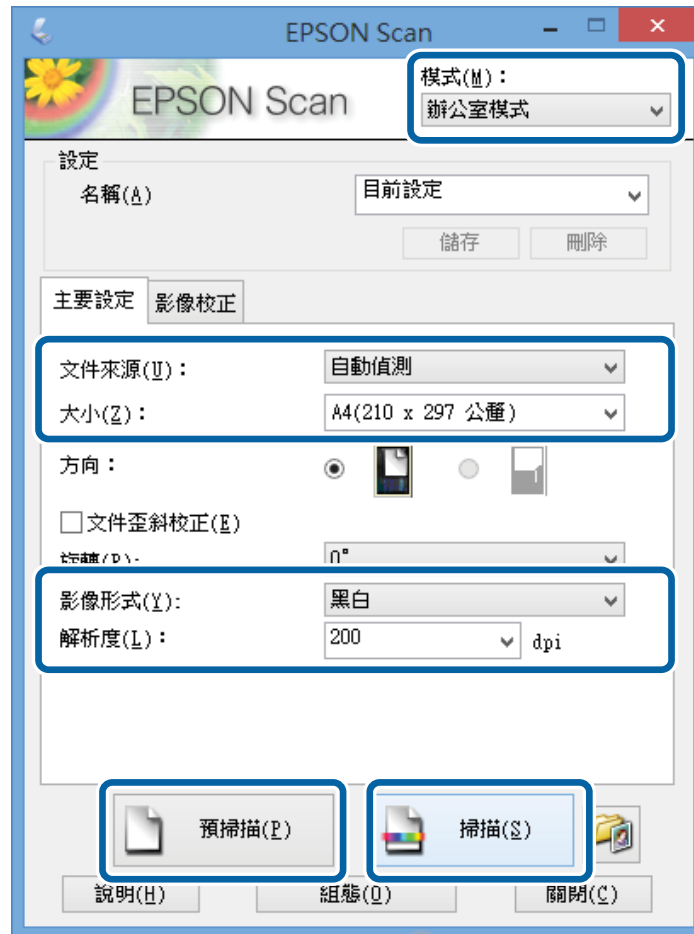 EPSON Scan
EPSON Scan
模式(M)：
辦公室模式
設定
名稱(A)
目前設定
儲存
刪除
主要設定
影像校正
文件來源(U)：
自動偵測
大小(Z)：
A4(210 x 297 公釐)
方向：
文件歪斜校正(E)
旋轉(R):
0°
影像形式(Y):
黑白
解析度(L)：
200
dpi
預掃描(P)
掃描(S)
說明(H)
組態(O)
關閉(C)